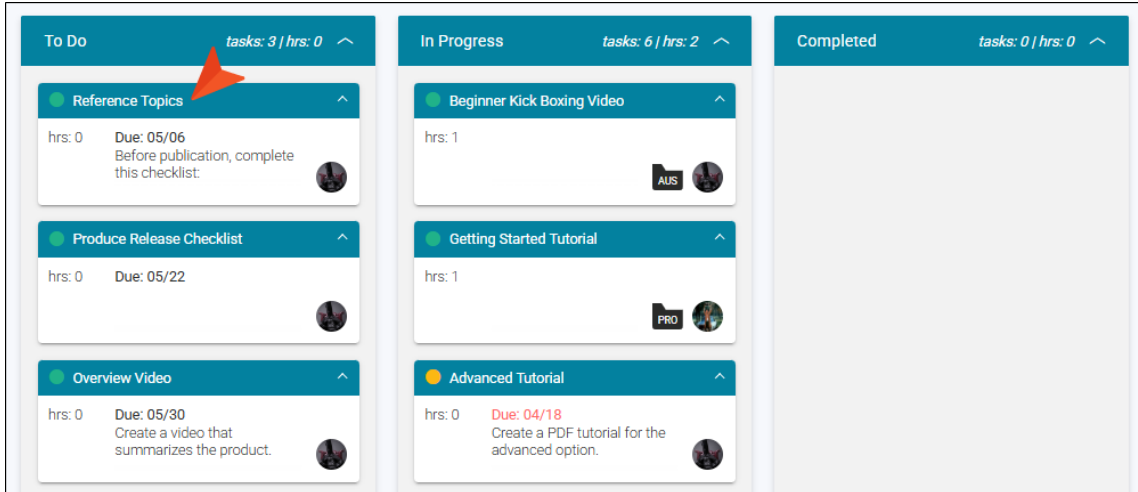 To Do
tasks: 3 | hrs: 0
Reference Topics
hrs: 0
Due: 05/06
Before publication, complete
this checklist:
Produce Release Checklist
hrs: 0
Due: 05/22
Overview Video
hrs: 0
Due: 05/30
Create a video that
summarizes the product.
In Progress
tasks: 6 | hrs: 2
Beginner Kick Boxing Video
hrs: 1
AUS
Getting Started Tutorial
hrs: 1
PRO
Advanced Tutorial
hrs: 0
Due: 04/18
Create a PDF tutorial for the
advanced option.
Completed
tasks: 0 | hrs: 0